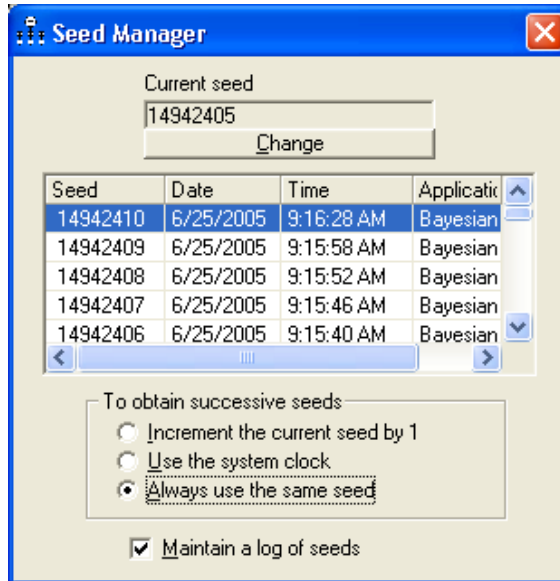 Seed Manager
Current seed
14942405
Change
Seed Date Time Applicatic
14942410 6/25/2005 9:16:28 AM Bayesian
14942409 6/25/2005 9:15:58 AM Bayesian
14942408 6/25/2005 9:15:52 AM Bayesian
14942407 6/25/2005 9:15:46 AM Bayesian
14942406 6/25/2005 9:15:40 AM Bayesian
To obtain successive seeds
Increment the current seed by 1
Use the system clock
Always use the same seed
Maintain a log of seeds